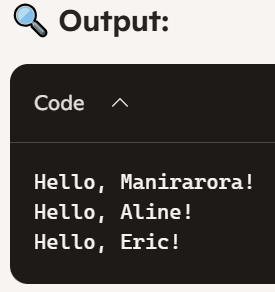 🔍 Output:
Code
Hello, Manirarora!
Hello, Aline!
Hello, Eric!